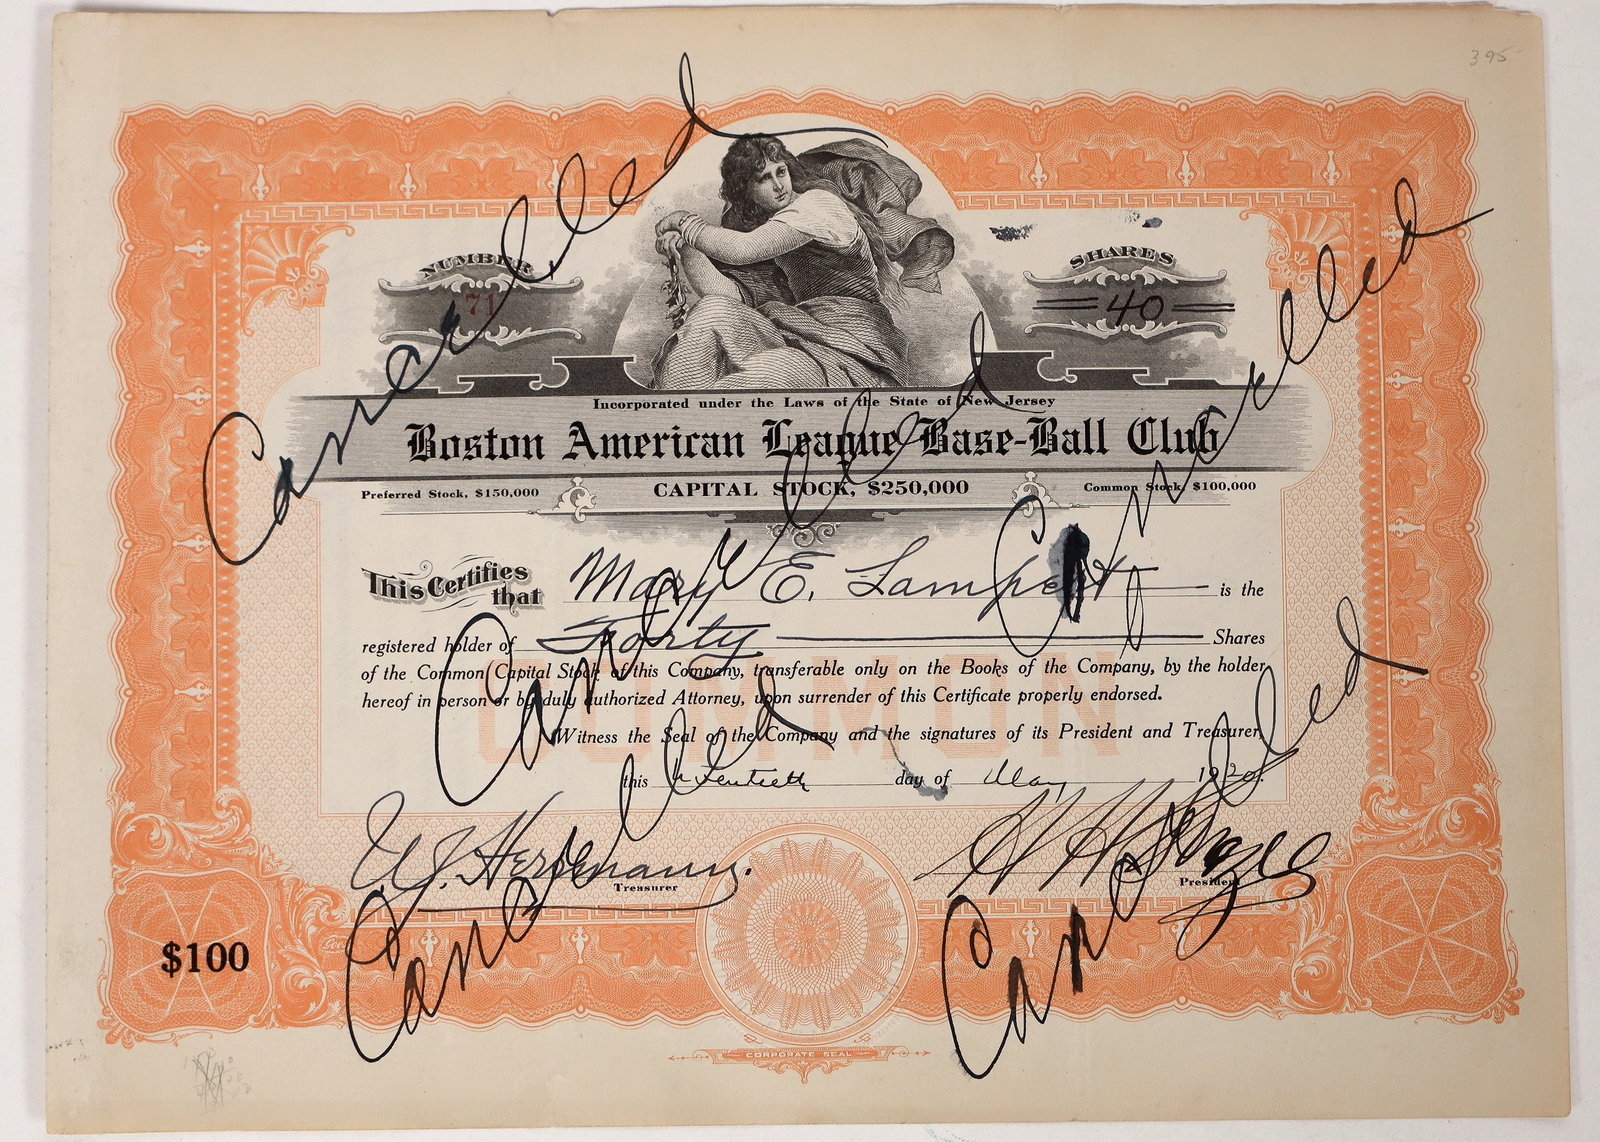 395
NUMBER
71
SHARES
40
Incorporated under the Laws of the State of New Jersey
Boston American League Base-Ball Club
Preferred Stock, $150,000
CAPITAL STOCK, $250,000
Common Stock, $100,000
This Certifies that Mary E. Lampert is the
registered holder of Forty Shares
of the Common Capital Stock of this Company, transferable only on the Books of the Company, by the holder
hereof in person or by duly authorized Attorney, upon surrender of this Certificate properly endorsed.
COMMON
Witness the Seal of the Company and the signatures of its President and Treasurer,
this twentieth day of May 1920.
Treasurer
President
$100
CORPORATE SEAL
Cancelled
Cancelled
Cancelled
Cancelled
Cancelled